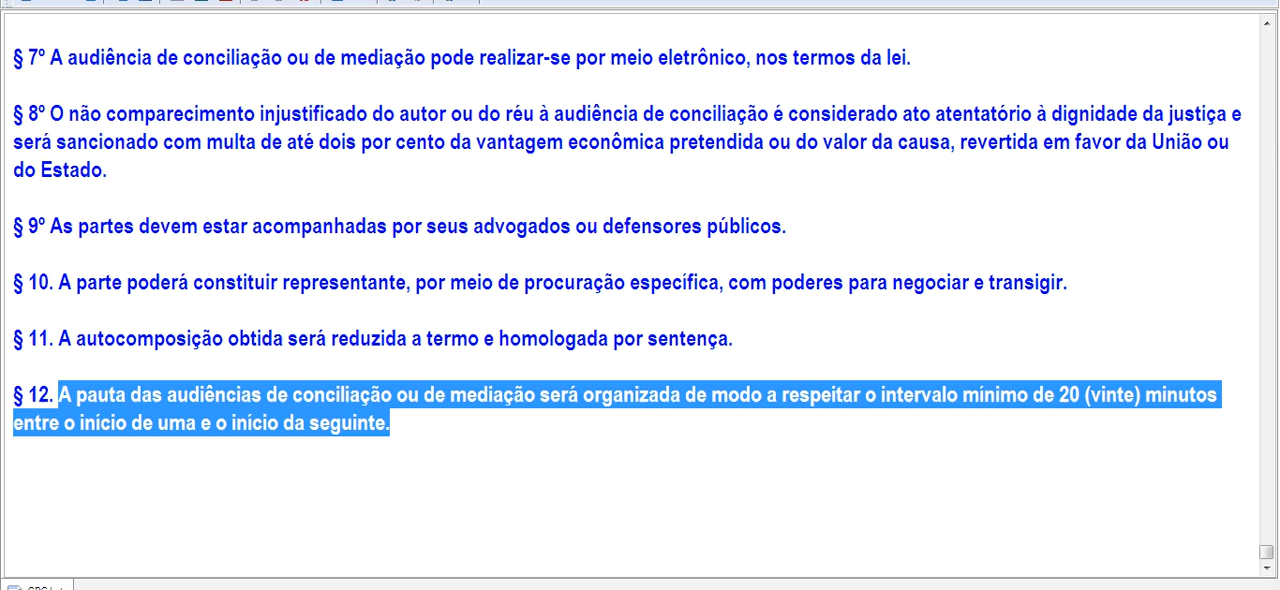 § 7º A audiência de conciliação ou de mediação pode realizar-se por meio eletrônico, nos termos da lei.
§ 8º O não comparecimento injustificado do autor ou do réu à audiência de conciliação é considerado ato atentatório à dignidade da justiça e
será sancionado com multa de até dois por cento da vantagem econômica pretendida ou do valor da causa, revertida em favor da União ou
do Estado.
§ 9º As partes devem estar acompanhadas por seus advogados ou defensores públicos.
§ 10. A parte poderá constituir representante, por meio de procuração específica, com poderes para negociar e transigir.
§ 11. A autocomposição obtida será reduzida a termo e homologada por sentença.
§ 12. A pauta das audiências de conciliação ou de mediação será organizada de modo a respeitar o intervalo mínimo de 20 (vinte) minutos
entre o início de uma e o início da seguinte.